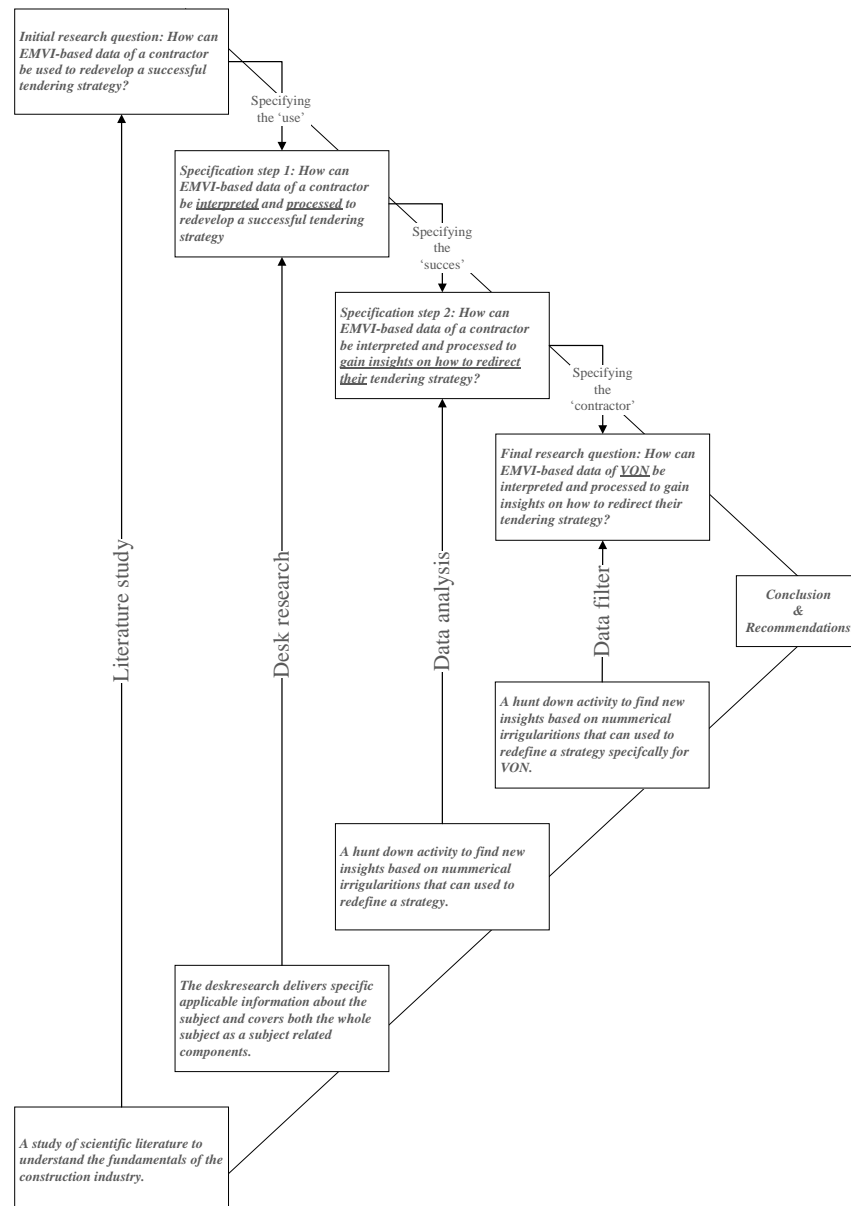 Initial research question: How can
EMVI-based data of a contractor
be used to redevelop a successful
tendering strategy?
Specifying
the ‘use’
Specification step 1: How can
EMVI-based data of a contractor
be interpreted and processed to
redevelop a successful tendering
strategy
Specifying
the
‘succes’
Specification step 2: How can
EMVI-based data of a contractor
be interpreted and processed to
gain insights on how to redirect
their tendering strategy?
Specifying
the
‘contractor’
Final research question: How can
EMVI-based data of VON be
interpreted and processed to gain
insights on how to redirect their
tendering strategy?
Literature study
Desk research
Data analysis
Data filter
Conclusion
&
Recommendations
A hunt down activity to find new
insights based on nummerical
irrigularitions that can used to
redefine a strategy specifcally for
VON.
A hunt down activity to find new
insights based on nummerical
irrigularitions that can used to
redefine a strategy.
The deskresearch delivers specific
applicable information about the
subject and covers both the whole
subject as a subject related
components.
A study of scientific literature to
understand the fundamentals of the
construction industry.